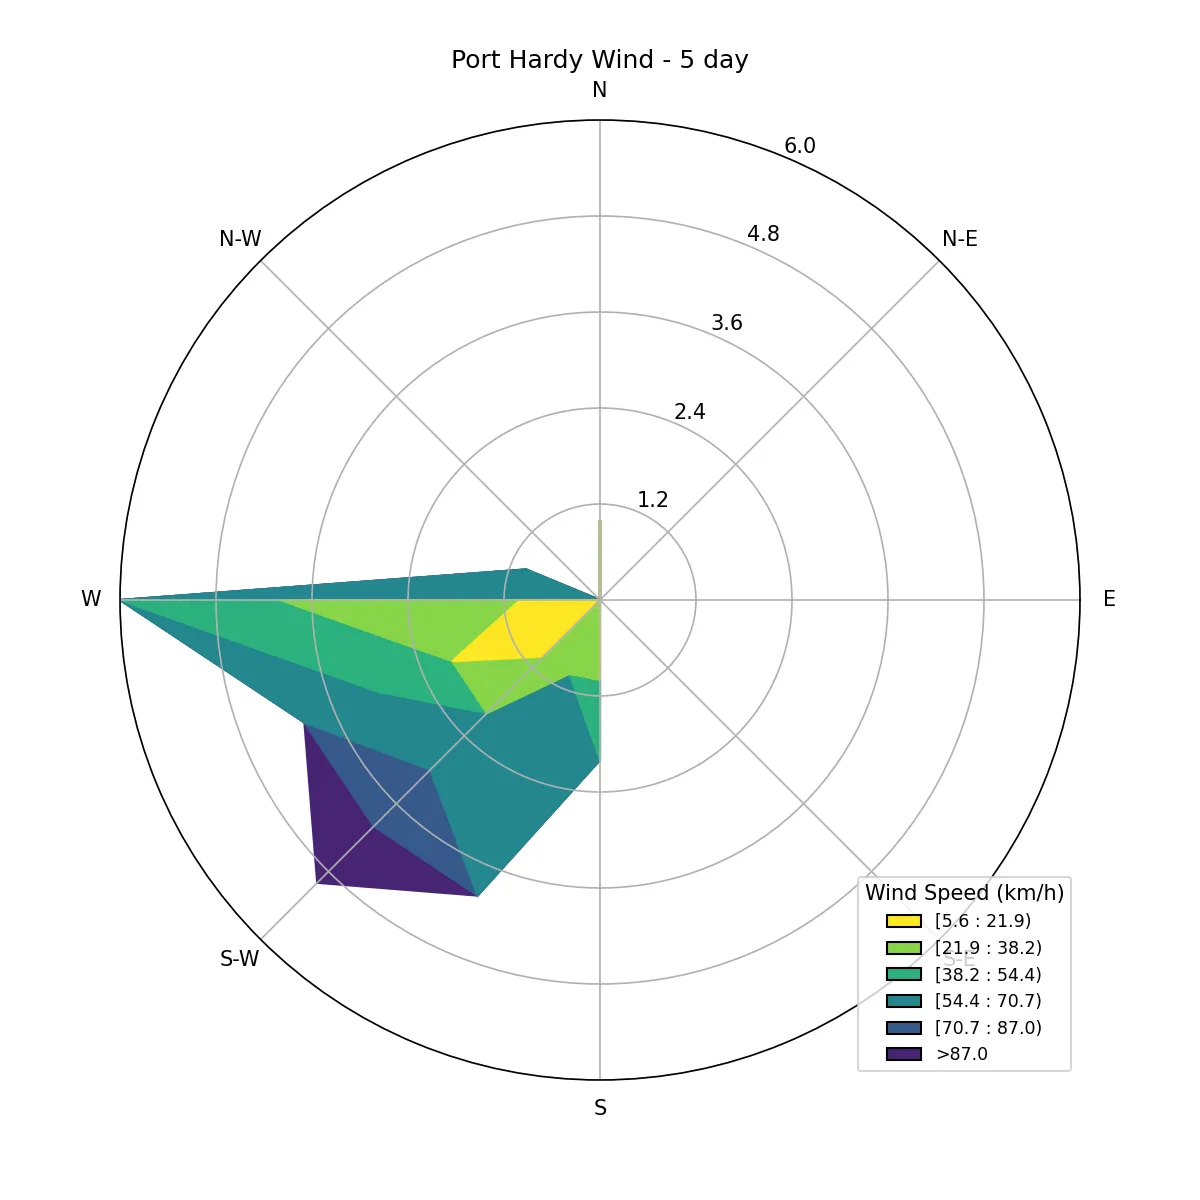 Port Hardy Wind - 5 day
N
6.0
N-W
4.8
N-E
3.6
2.4
1.2
W
E
S-W
S-E
Wind Speed (km/h)
[5.6 : 21.9)
[21.9 : 38.2)
[38.2 : 54.4)
[54.4 : 70.7)
[70.7 : 87.0)
>87.0
S